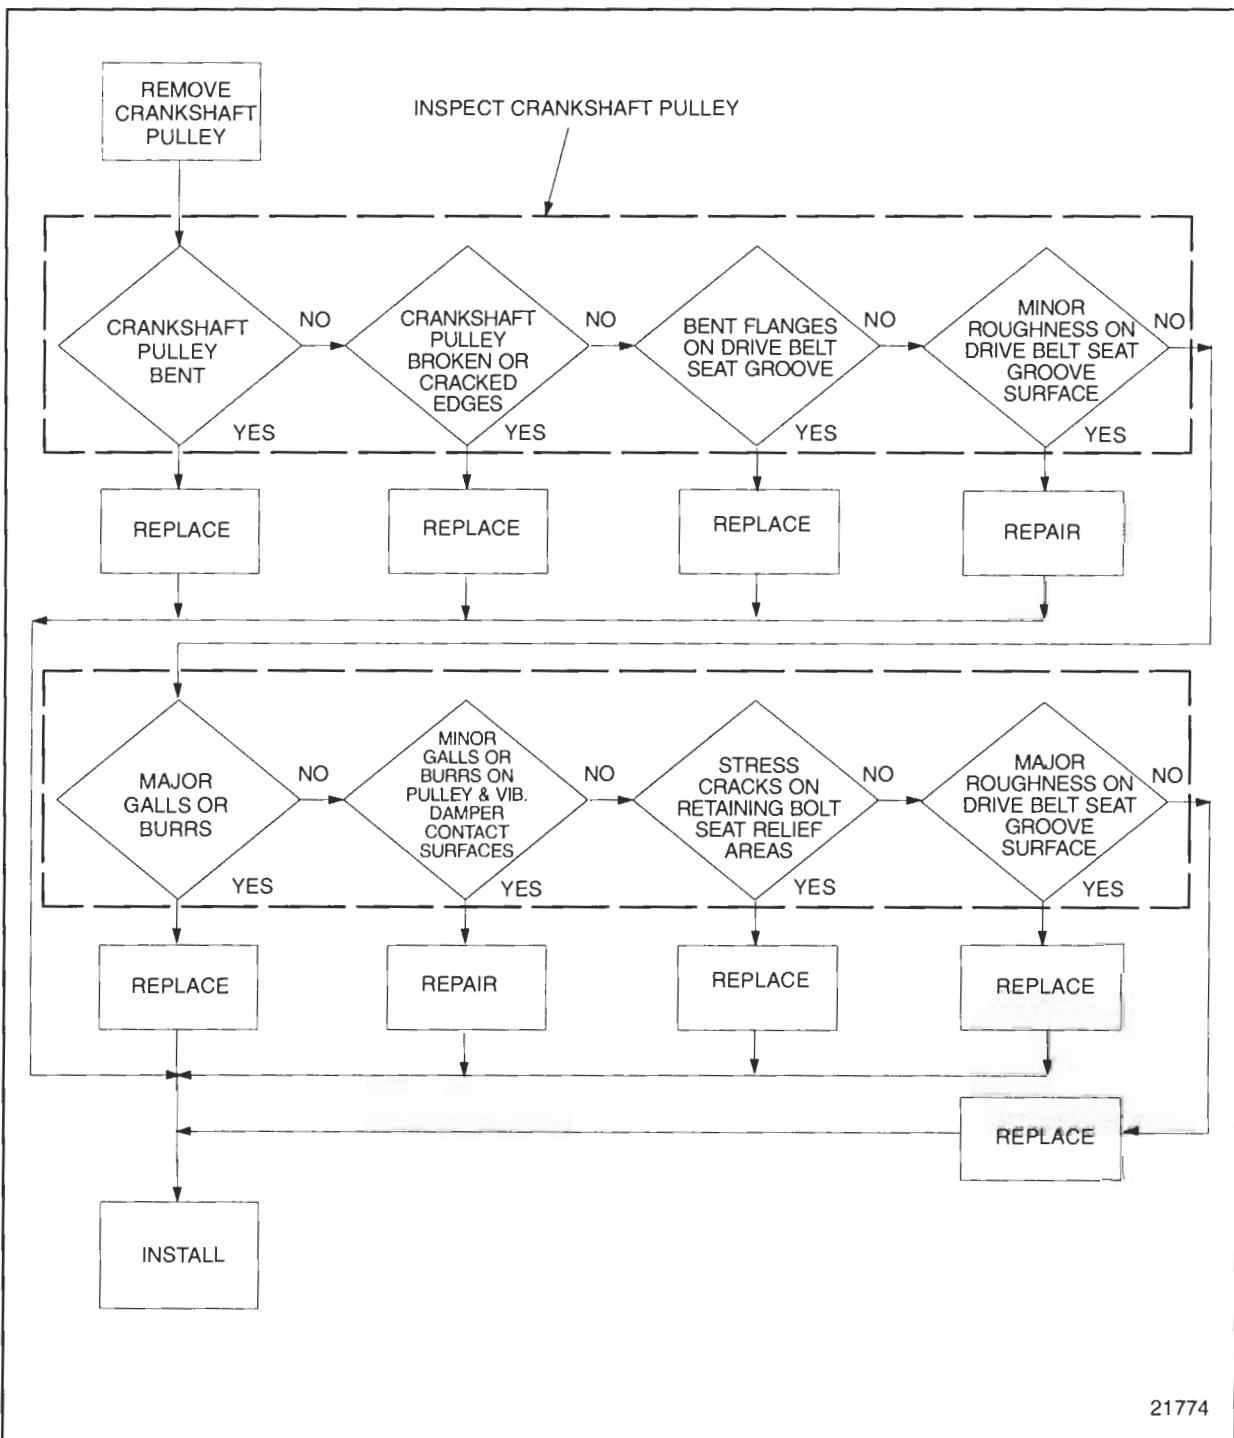 REMOVE
CRANKSHAFT
PULLEY
INSPECT CRANKSHAFT PULLEY
CRANKSHAFT
PULLEY
BENT
NO
YES
CRANKSHAFT
PULLEY
BROKEN OR
CRACKED
EDGES
NO
YES
BENT FLANGES
ON DRIVE BELT
SEAT GROOVE
NO
YES
MINOR
ROUGHNESS ON
DRIVE BELT SEAT
GROOVE
SURFACE
NO
YES
REPLACE
REPLACE
REPLACE
REPAIR
MAJOR
GALLS OR
BURRS
NO
YES
MINOR
GALLS OR
BURRS ON
PULLEY & VIB.
DAMPER
CONTACT
SURFACES
NO
YES
STRESS
CRACKS ON
RETAINING BOLT
SEAT RELIEF
AREAS
NO
YES
MAJOR
ROUGHNESS ON
DRIVE BELT SEAT
GROOVE
SURFACE
NO
YES
REPLACE
REPAIR
REPLACE
REPLACE
REPLACE
INSTALL
21774